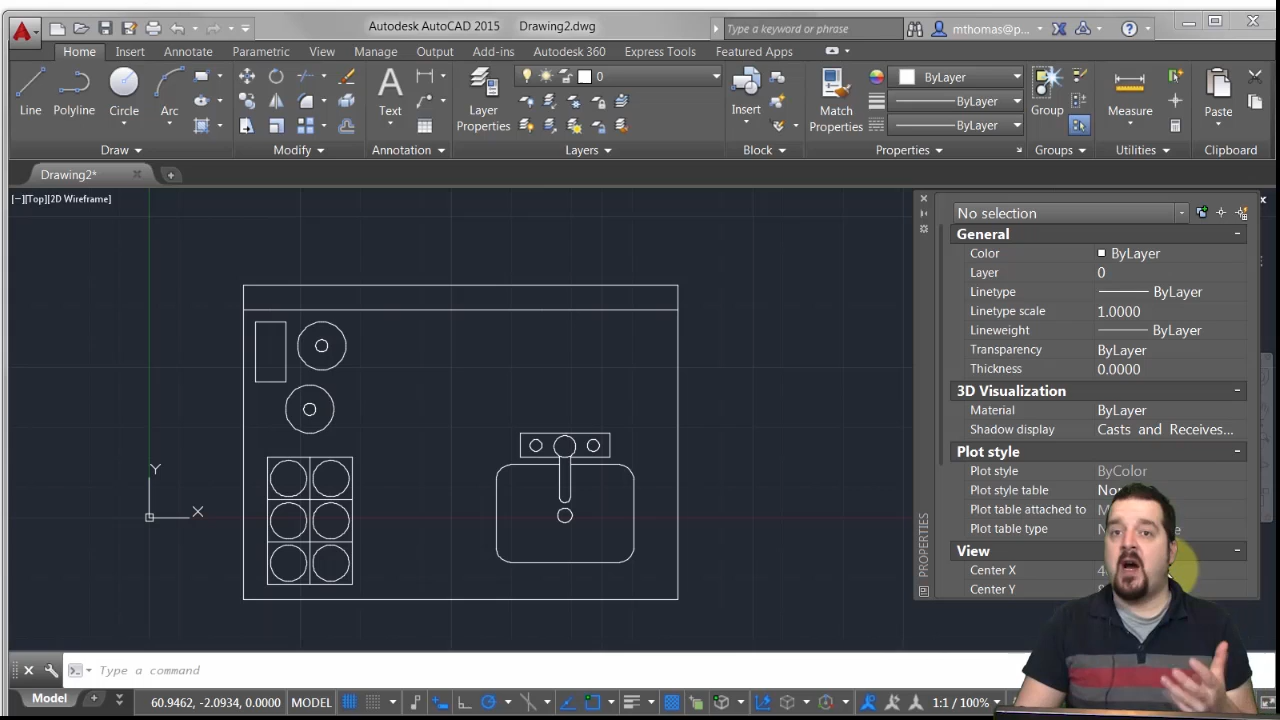 Autodesk AutoCAD 2015 Drawing2.dwg
Type a keyword or phrase
mthomas@p...
Home Insert Annotate Parametric View Manage Output Add-ins Autodesk 360 Express Tools Featured Apps
Line Polyline Circle Arc
Text
Layer Properties
0
Insert
Match Properties
ByLayer
ByLayer
ByLayer
Group
Measure
Paste
Draw Modify Annotation Layers Block Properties Groups Utilities Clipboard
Drawing2*
[−][Top][2D Wireframe]
Y
X
No selection
General
Color ByLayer
Layer 0
Linetype ByLayer
Linetype scale 1.0000
Lineweight ByLayer
Transparency ByLayer
Thickness 0.0000
3D Visualization
Material ByLayer
Shadow display Casts and Receives...
Plot style
Plot style ByColor
Plot style table
Plot table attached to
Plot table type
View
Center X
Center Y
PROPERTIES
Type a command
Model
60.9462, -2.0934, 0.0000 MODEL
1:1 / 100%